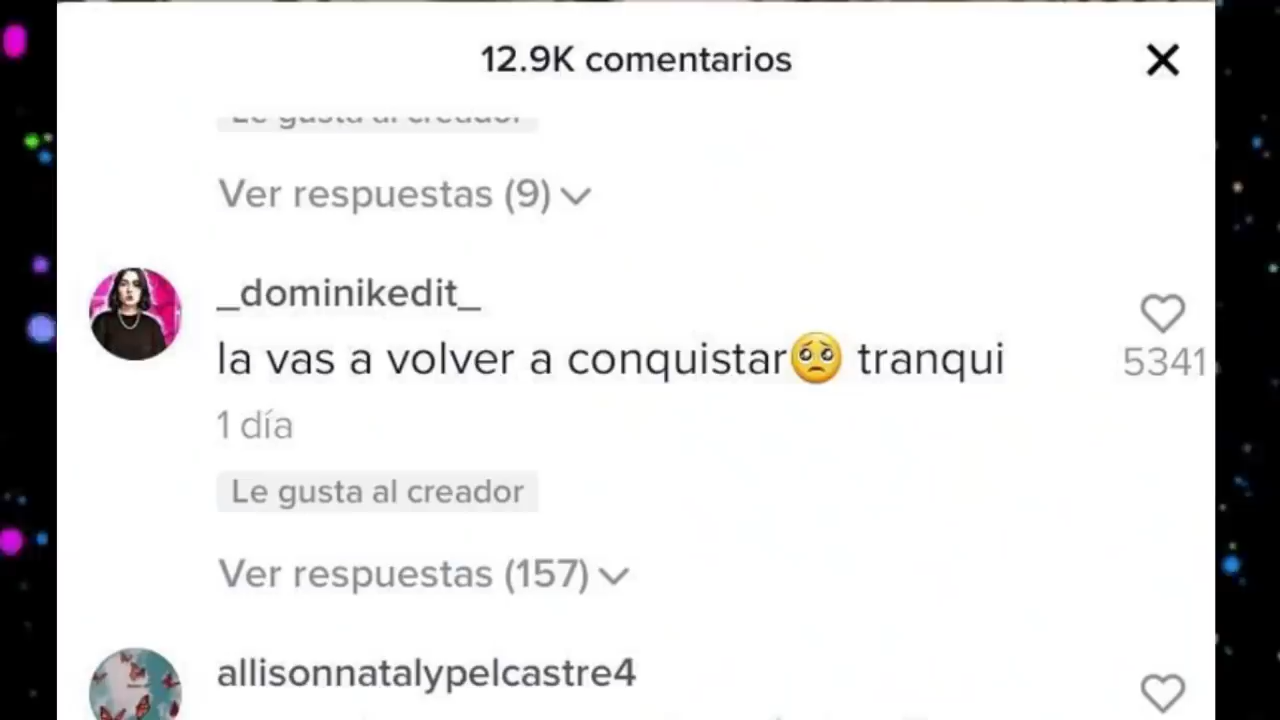 12.9K comentarios
Le gusta al creador
Ver respuestas (9)
_dominikedit_
la vas a volver a conquistar🥺 tranqui
5341
1 día
Le gusta al creador
Ver respuestas (157)
allisonnatalypelcastre4